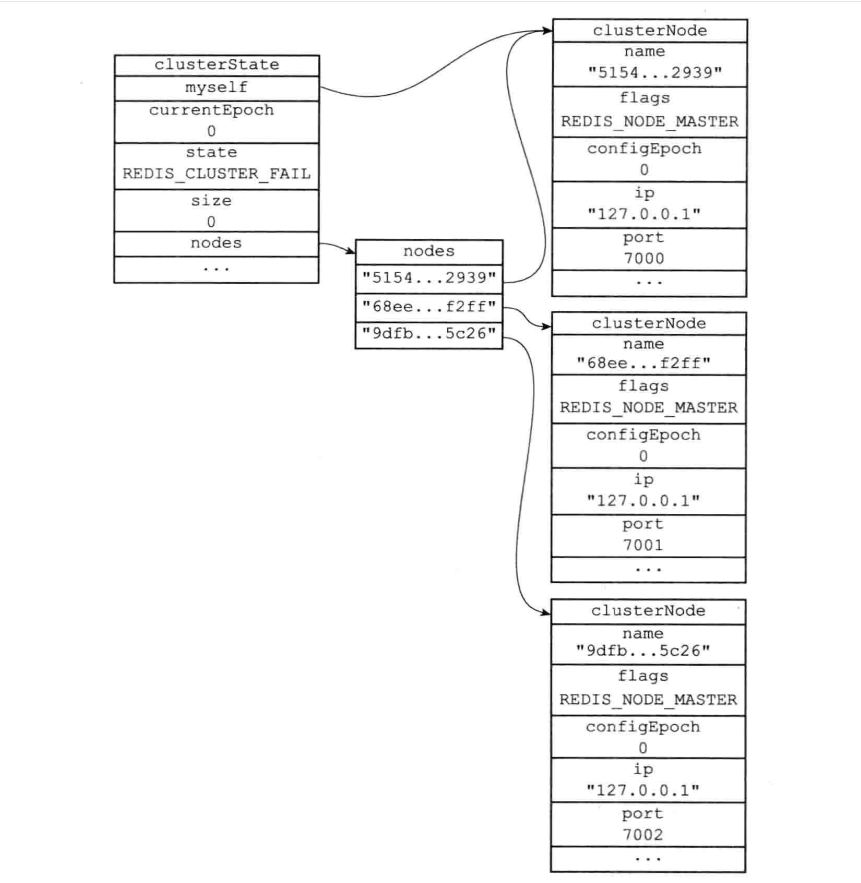 clusterState
myself
currentEpoch
0
state
REDIS_CLUSTER_FAIL
size
0
nodes
...
nodes
"5154...2939"
"68ee...f2ff"
"9dfb...5c26"
clusterNode
name
"5154...2939"
flags
REDIS_NODE_MASTER
configEpoch
0
ip
"127.0.0.1"
port
7000
...
clusterNode
name
"68ee...f2ff"
flags
REDIS_NODE_MASTER
configEpoch
0
ip
"127.0.0.1"
port
7001
...
clusterNode
name
"9dfb...5c26"
flags
REDIS_NODE_MASTER
configEpoch
0
ip
"127.0.0.1"
port
7002
...